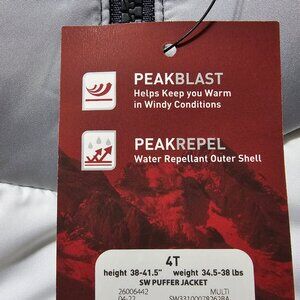 PEAKBLAST
Helps Keep you Warm
in Windy Conditions
PEAKREPEL
Water Repellant Outer Shell
4T
height 38-41.5" weight 34.5-38 lbs
SW PUFFER JACKET
26006442 MULTI
04-22